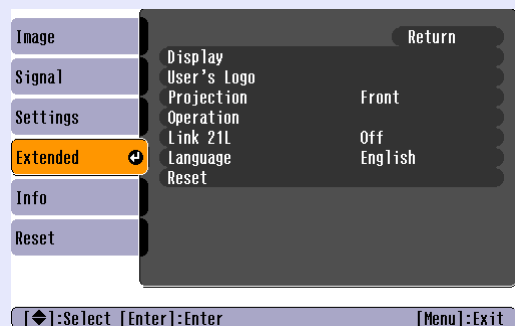 Image
Signal
Settings
Extended
Info
Reset
Return
Display
User's Logo
Projection Front
Operation
Link 21L Off
Language English
Reset
[◆]:Select [Enter]:Enter [Menu]:Exit